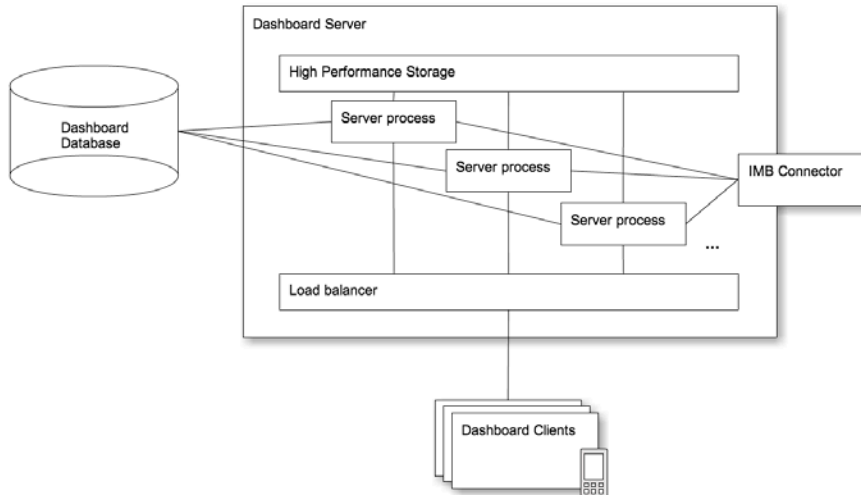 Dashboard Server
High Performance Storage
Dashboard
Database
Server process
Server process
IMB Connector
Server process
...
Load balancer
Dashboard Clients